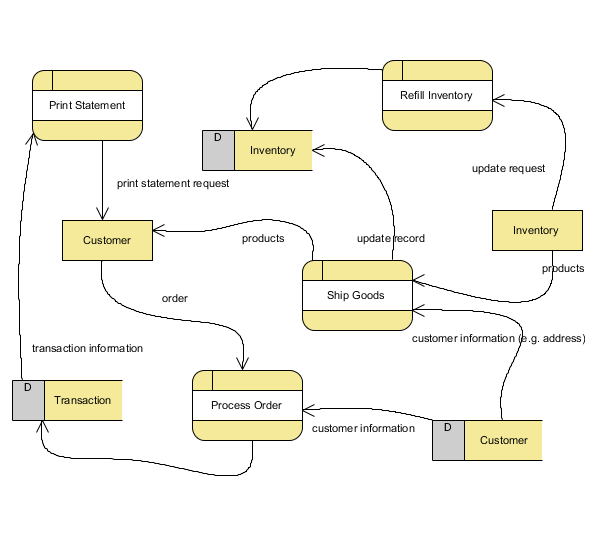 Refill Inventory
Print Statement
D
Inventory
update request
print statement request
Customer
products
update record
Inventory
products
Ship Goods
order
customer information (e.g. address)
transaction information
D
Transaction
Process Order
customer information
D
Customer